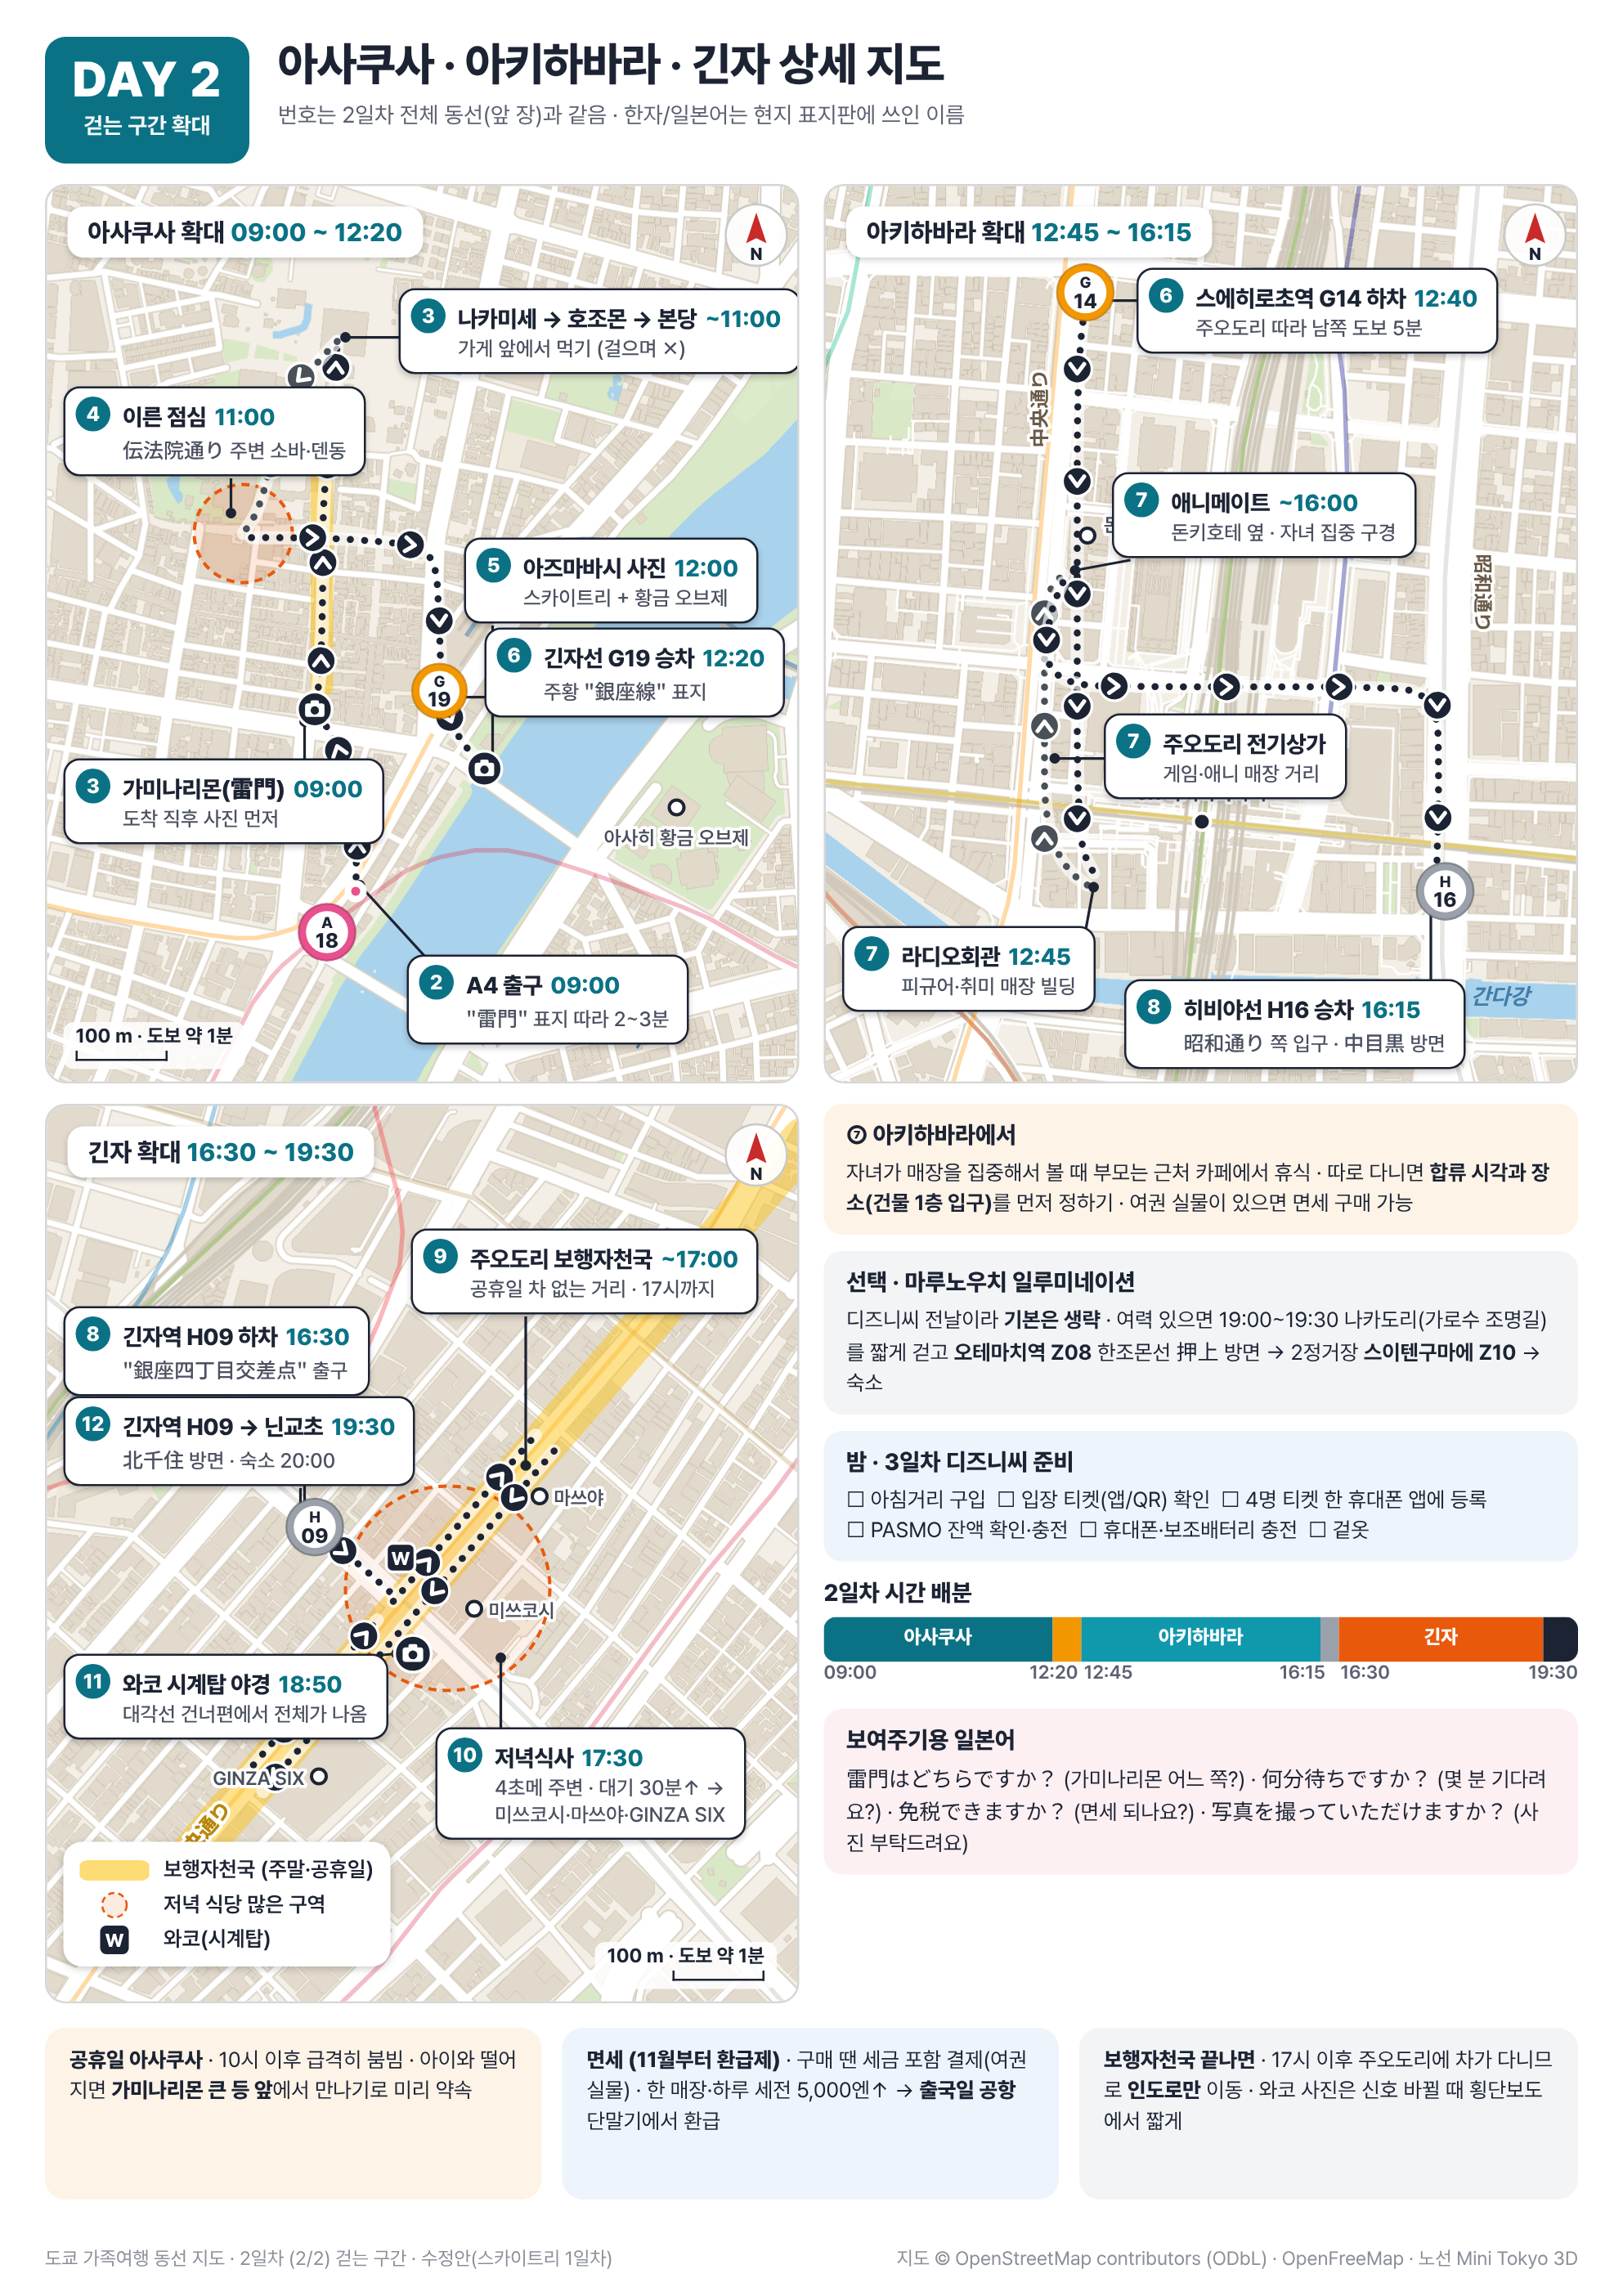 DAY 2
걷는 구간 확대
아사쿠사 · 아키하바라 · 긴자 상세 지도
번호는 2일차 전체 동선(앞 장)과 같음 · 한자/일본어는 현지 표지판에 쓰인 이름
아사쿠사 확대 09:00 ~ 12:20
N
3 나카미세 → 호조몬 → 본당 ~11:00
가게 앞에서 먹기 (걸으며 ×)
4 이른 점심 11:00
伝法院通り 주변 소바·덴동
5 아즈마바시 사진 12:00
스카이트리 + 황금 오브제
6 긴자선 G19 승차 12:20
주황 "銀座線" 표지
G
19
3 가미나리몬(雷門) 09:00
도착 직후 사진 먼저
아사히 황금 오브제
A
18
2 A4 출구 09:00
"雷門" 표지 따라 2~3분
100 m · 도보 약 1분
아키하바라 확대 12:45 ~ 16:15
N
G
14
6 스에히로초역 G14 하차 12:40
주오도리 따라 남쪽 도보 5분
中央通り
7 애니메이트 ~16:00
돈키호테 옆 · 자녀 집중 구경
昭和通り
7 주오도리 전기상가
게임·애니 매장 거리
H
16
7 라디오회관 12:45
피규어·취미 매장 빌딩
8 히비야선 H16 승차 16:15
昭和通り 쪽 입구 · 中目黒 방면
간다강
긴자 확대 16:30 ~ 19:30
N
9 주오도리 보행자천국 ~17:00
공휴일 차 없는 거리 · 17시까지
8 긴자역 H09 하차 16:30
"銀座四丁目交差点" 출구
12 긴자역 H09 → 닌교초 19:30
北千住 방면 · 숙소 20:00
마쓰야
H
09
W
미쓰코시
11 와코 시계탑 야경 18:50
대각선 건너편에서 전체가 나옴
10 저녁식사 17:30
4초메 주변 · 대기 30분↑ →
미쓰코시·마쓰야·GINZA SIX
GINZA SIX
通り
보행자천국 (주말·공휴일)
저녁 식당 많은 구역
W 와코(시계탑)
100 m · 도보 약 1분
⑦ 아키하바라에서
자녀가 매장을 집중해서 볼 때 부모는 근처 카페에서 휴식 · 따로 다니면 합류 시각과 장
소(건물 1층 입구)를 먼저 정하기 · 여권 실물이 있으면 면세 구매 가능
선택 · 마루노우치 일루미네이션
디즈니씨 전날이라 기본은 생략 · 여력 있으면 19:00~19:30 나카도리(가로수 조명길)
를 짧게 걷고 오테마치역 Z08 한조몬선 押上 방면 → 2정거장 스이텐구마에 Z10 →
숙소
밤 · 3일차 디즈니씨 준비
☐ 아침거리 구입 ☐ 입장 티켓(앱/QR) 확인 ☐ 4명 티켓 한 휴대폰 앱에 등록
☐ PASMO 잔액 확인·충전 ☐ 휴대폰·보조배터리 충전 ☐ 겉옷
2일차 시간 배분
아사쿠사 아키하바라 긴자
09:00 12:20 12:45 16:15 16:30 19:30
보여주기용 일본어
雷門はどちらですか？ (가미나리몬 어느 쪽?) · 何分待ちですか？ (몇 분 기다려
요?) · 免税できますか？ (면세 되나요?) · 写真を撮っていただけますか？ (사
진 부탁드려요)
공휴일 아사쿠사 · 10시 이후 급격히 붐빔 · 아이와 떨어
지면 가미나리몬 큰 등 앞에서 만나기로 미리 약속
면세 (11월부터 환급제) · 구매 땐 세금 포함 결제(여권
실물) · 한 매장·하루 세전 5,000엔↑ → 출국일 공항
단말기에서 환급
보행자천국 끝나면 · 17시 이후 주오도리에 차가 다니므
로 인도로만 이동 · 와코 사진은 신호 바뀔 때 횡단보도
에서 짧게
도쿄 가족여행 동선 지도 · 2일차 (2/2) 걷는 구간 · 수정안(스카이트리 1일차)
지도 © OpenStreetMap contributors (ODbL) · OpenFreeMap · 노선 Mini Tokyo 3D